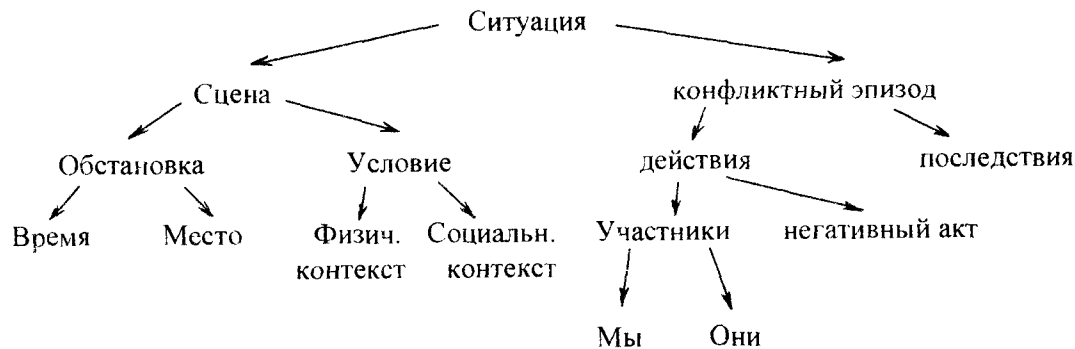 Ситуация
Сцена
конфликтный эпизод
Обстановка
Условие
действия
последствия
Время
Место
Физич.
контекст
Социальн.
контекст
Участники
негативный акт
Мы
Они